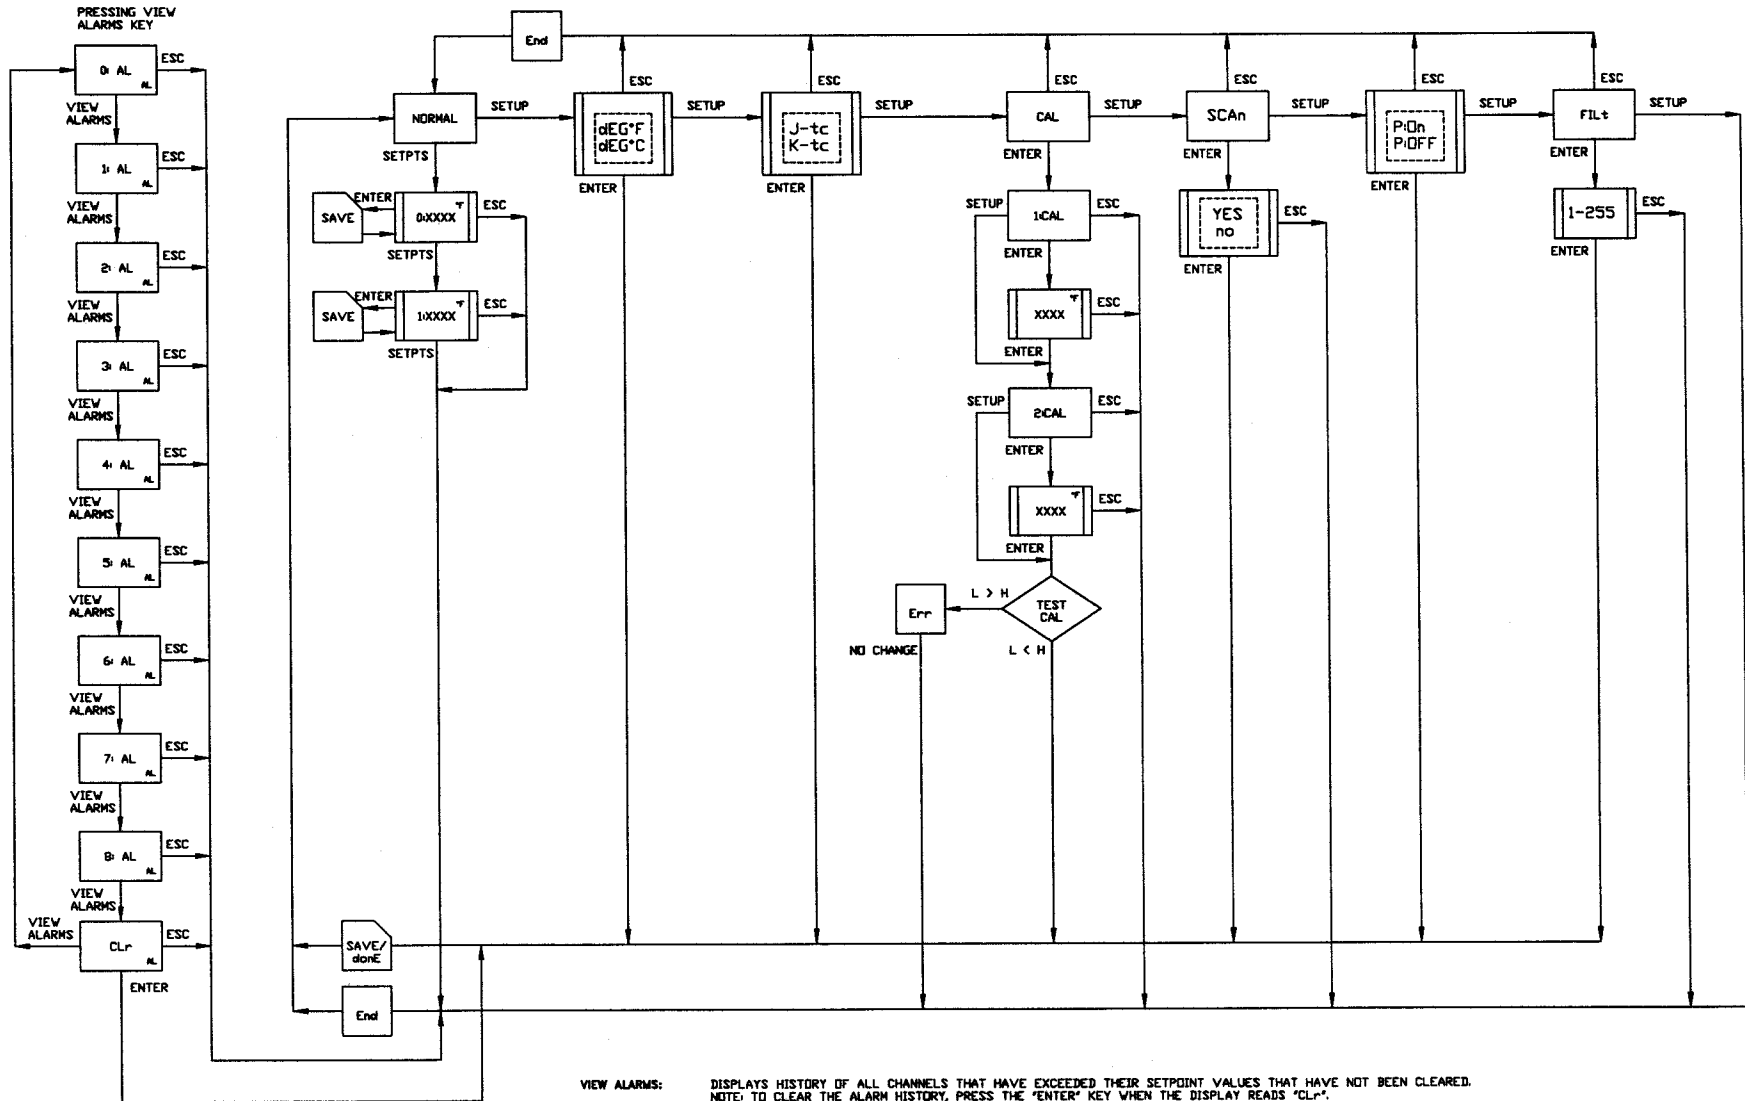 PRESSING VIEW
ALARMS KEY
0: AL
AL
ESC
VIEW
ALARMS
1: AL
AL
ESC
VIEW
ALARMS
2: AL
AL
ESC
VIEW
ALARMS
3: AL
AL
ESC
VIEW
ALARMS
4: AL
AL
ESC
VIEW
ALARMS
5: AL
AL
ESC
VIEW
ALARMS
6: AL
AL
ESC
VIEW
ALARMS
7: AL
AL
ESC
VIEW
ALARMS
8: AL
AL
ESC
VIEW
ALARMS
VIEW
ALARMS
CLr
AL
ESC
ENTER
End
NORMAL
SETUP
SETPTS
SAVE
ENTER
0:XXXX
°F
ESC
SETPTS
SAVE
ENTER
1:XXXX
°F
ESC
SETPTS
SAVE/
donE
End
ESC
dEG°F
dEG°C
SETUP
ENTER
ESC
J-tc
K-tc
SETUP
ENTER
ESC
CAL
SETUP
ENTER
SETUP
1:CAL
ESC
ENTER
XXXX
°F
ESC
ENTER
SETUP
2:CAL
ESC
ENTER
XXXX
°F
ESC
ENTER
TEST
CAL
L > H
Err
NO CHANGE
L < H
ESC
SCAn
SETUP
ENTER
YES
no
ESC
ENTER
ESC
P:On
P:OFF
SETUP
ENTER
ESC
FILt
SETUP
ENTER
1-255
ESC
ENTER
VIEW ALARMS: DISPLAYS HISTORY OF ALL CHANNELS THAT HAVE EXCEEDED THEIR SETPOINT VALUES THAT HAVE NOT BEEN CLEARED.
NOTE: TO CLEAR THE ALARM HISTORY, PRESS THE "ENTER" KEY WHEN THE DISPLAY READS "CLr".